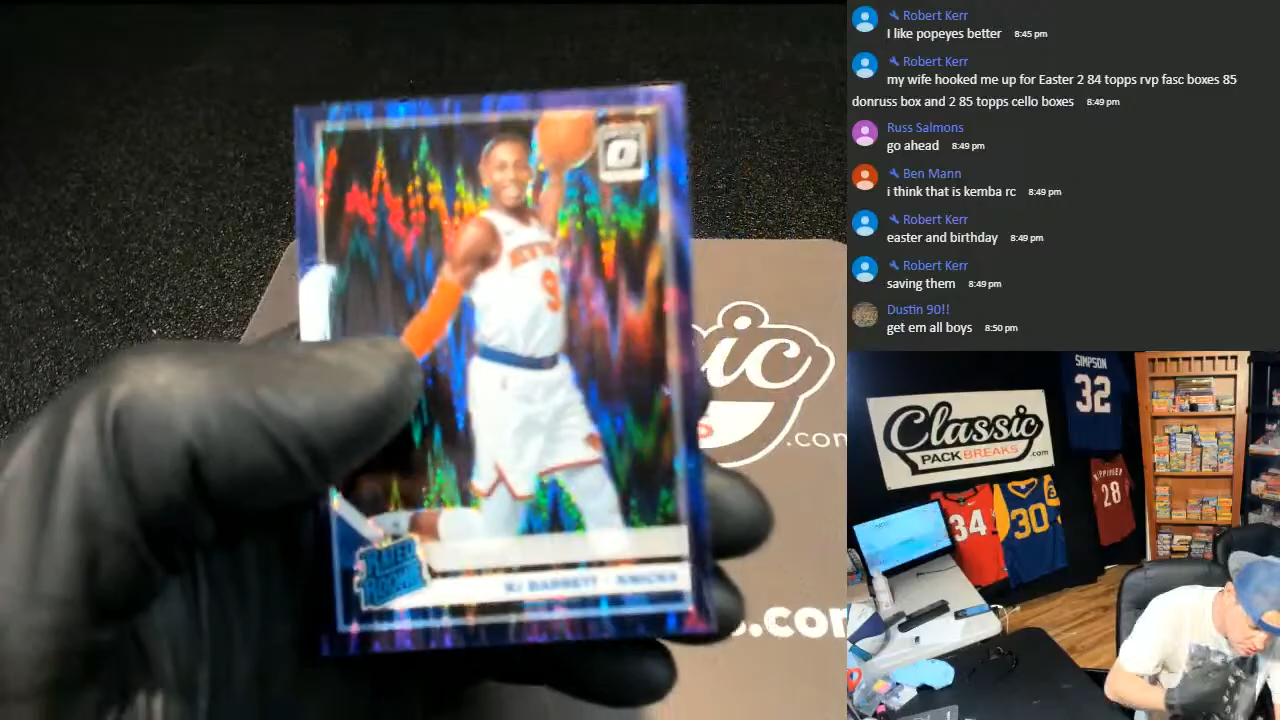 RATED
ROOKIE
RJ BARRETT - KNICKS
9
ic
.com
s.com
Robert Kerr
I like popeyes better 8:45 pm
Robert Kerr
my wife hooked me up for Easter 2 84 topps rvp fasc boxes 85
donruss box and 2 85 topps cello boxes 8:49 pm
Russ Salmons
go ahead 8:49 pm
Ben Mann
i think that is kemba rc 8:49 pm
Robert Kerr
easter and birthday 8:49 pm
Robert Kerr
saving them 8:49 pm
Dustin 90!!
get em all boys 8:50 pm
SIMPSON
32
Classic
PACK BREAKS .com
34
30
28